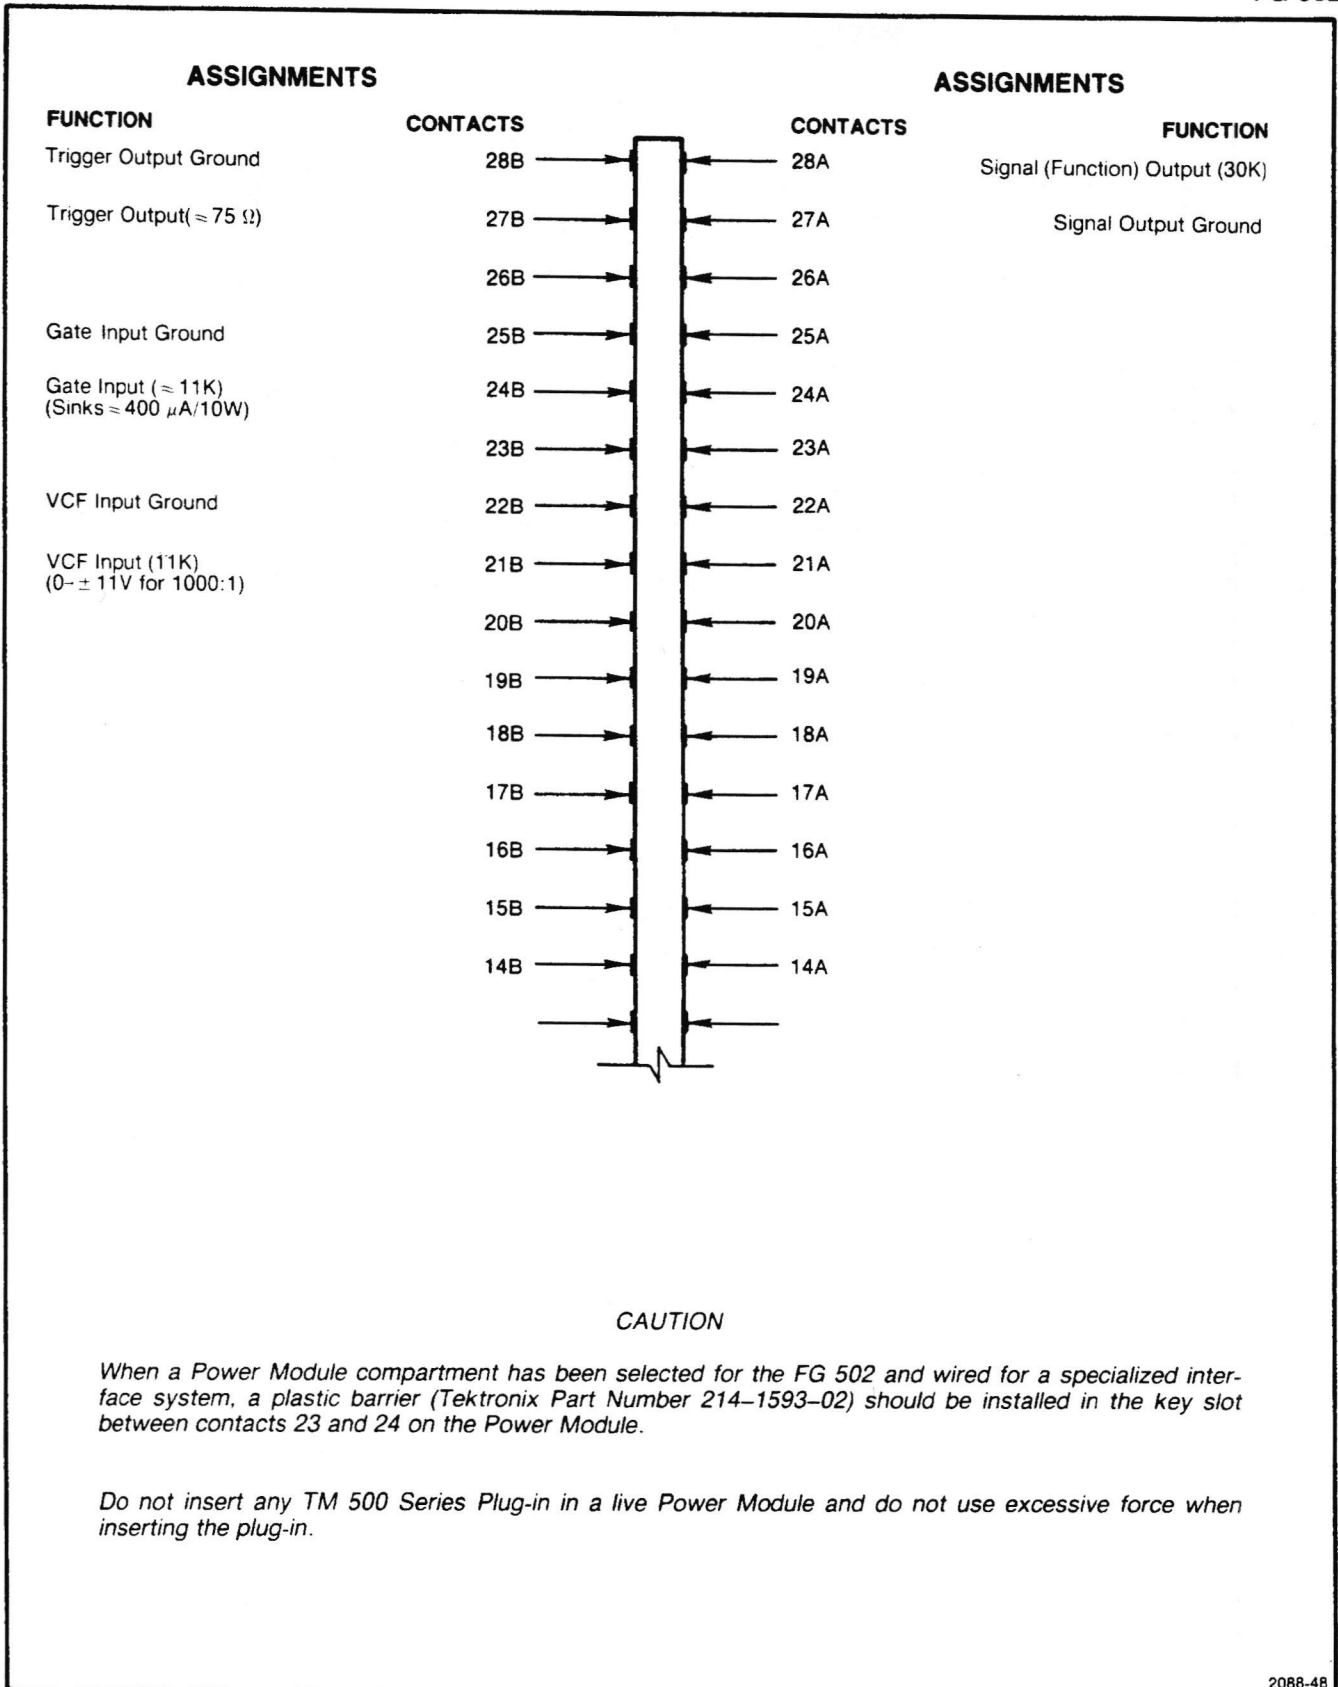 ASSIGNMENTS
FUNCTION CONTACTS
Trigger Output Ground 28B
Trigger Output(≈75 Ω) 27B
26B
Gate Input Ground 25B
Gate Input (≈11K) 24B
(Sinks≈400 µA/10W)
23B
VCF Input Ground 22B
VCF Input (11K) 21B
(0-± 11V for 1000:1)
20B
19B
18B
17B
16B
15B
14B
ASSIGNMENTS
CONTACTS FUNCTION
28A Signal (Function) Output (30K)
27A Signal Output Ground
26A
25A
24A
23A
22A
21A
20A
19A
18A
17A
16A
15A
14A
CAUTION
When a Power Module compartment has been selected for the FG 502 and wired for a specialized inter-
face system, a plastic barrier (Tektronix Part Number 214–1593–02) should be installed in the key slot
between contacts 23 and 24 on the Power Module.
Do not insert any TM 500 Series Plug-in in a live Power Module and do not use excessive force when
inserting the plug-in.
2088-48